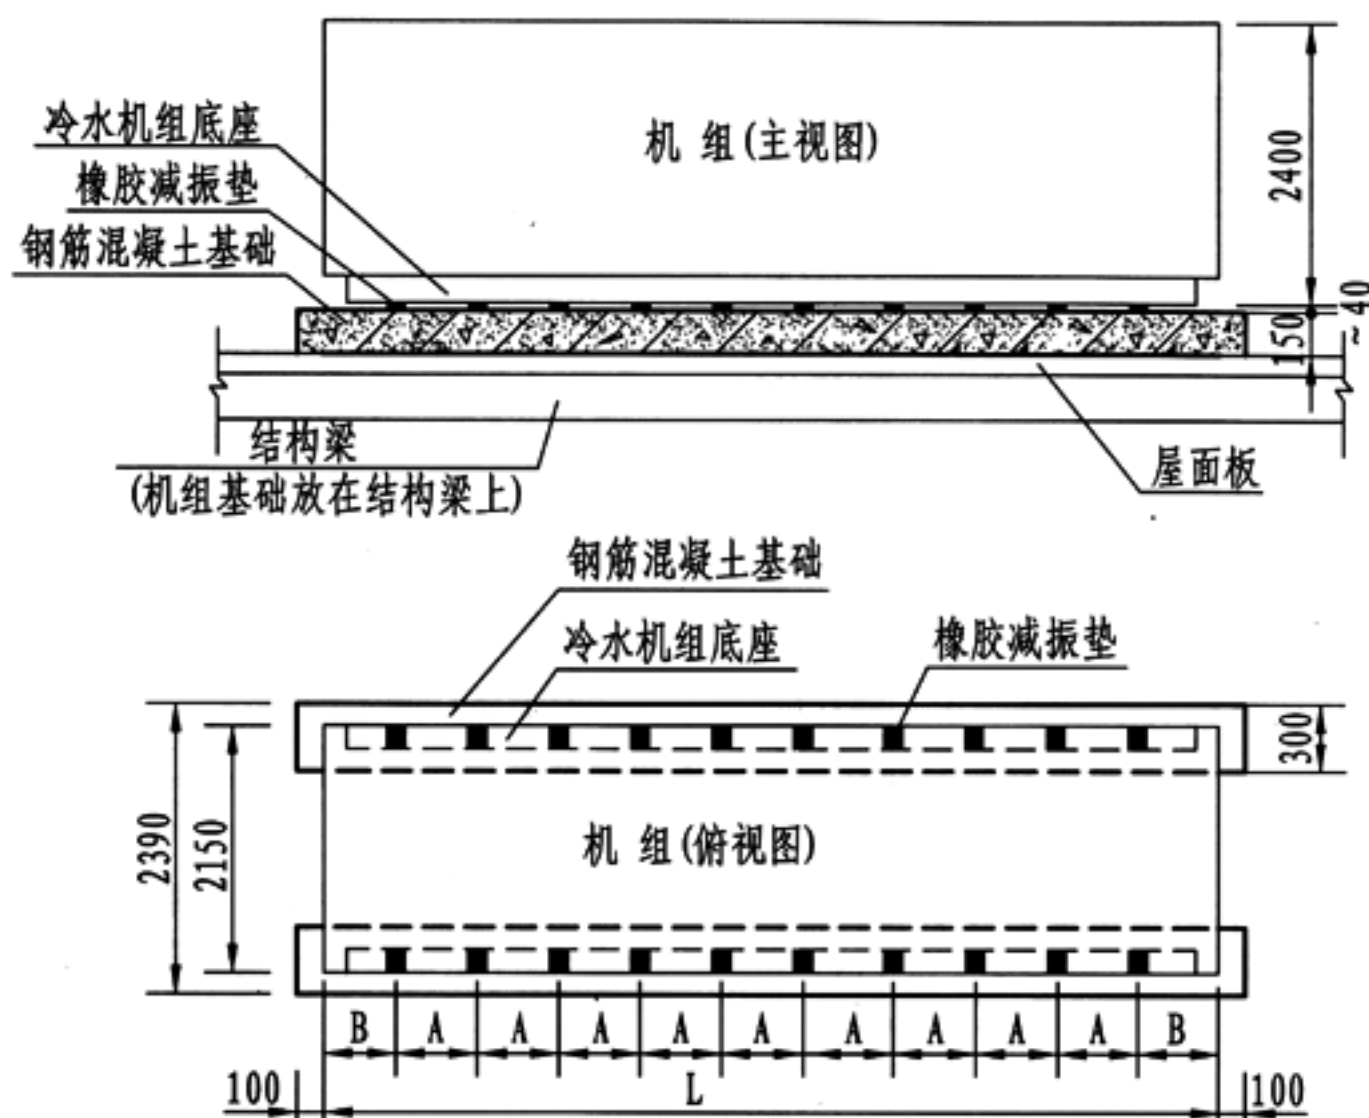 冷水机组底座
橡胶减振垫
钢筋混凝土基础
机 组(主视图)
2400
~ 40
150
结构梁
(机组基础放在结构梁上)
屋面板
钢筋混凝土基础
冷水机组底座
橡胶减振垫
300
2390
2150
机 组(俯视图)
B A A A A A A A A A B
100 L 100